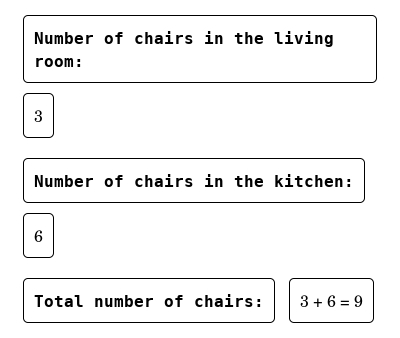 Number of chairs in the living
room:
3
Number of chairs in the kitchen:
6
Total number of chairs: 3 + 6 = 9